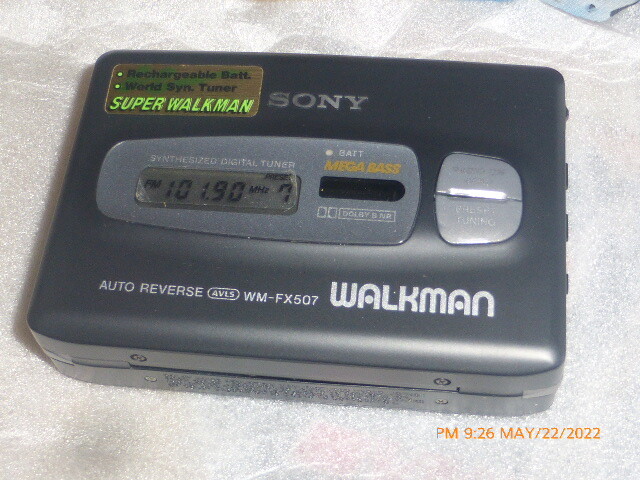 • Rechargeable Batt.
• World Syn. Tuner
SUPER WALKMAN
SONY
SYNTHESIZED DIGITAL TUNER
BATT
MEGA BASS
FM 101.90 MHz 7
DOLBY B NR
TUNING
AUTO REVERSE AVLS WM-FX507 WALKMAN
PM 9:26 MAY/22/2022